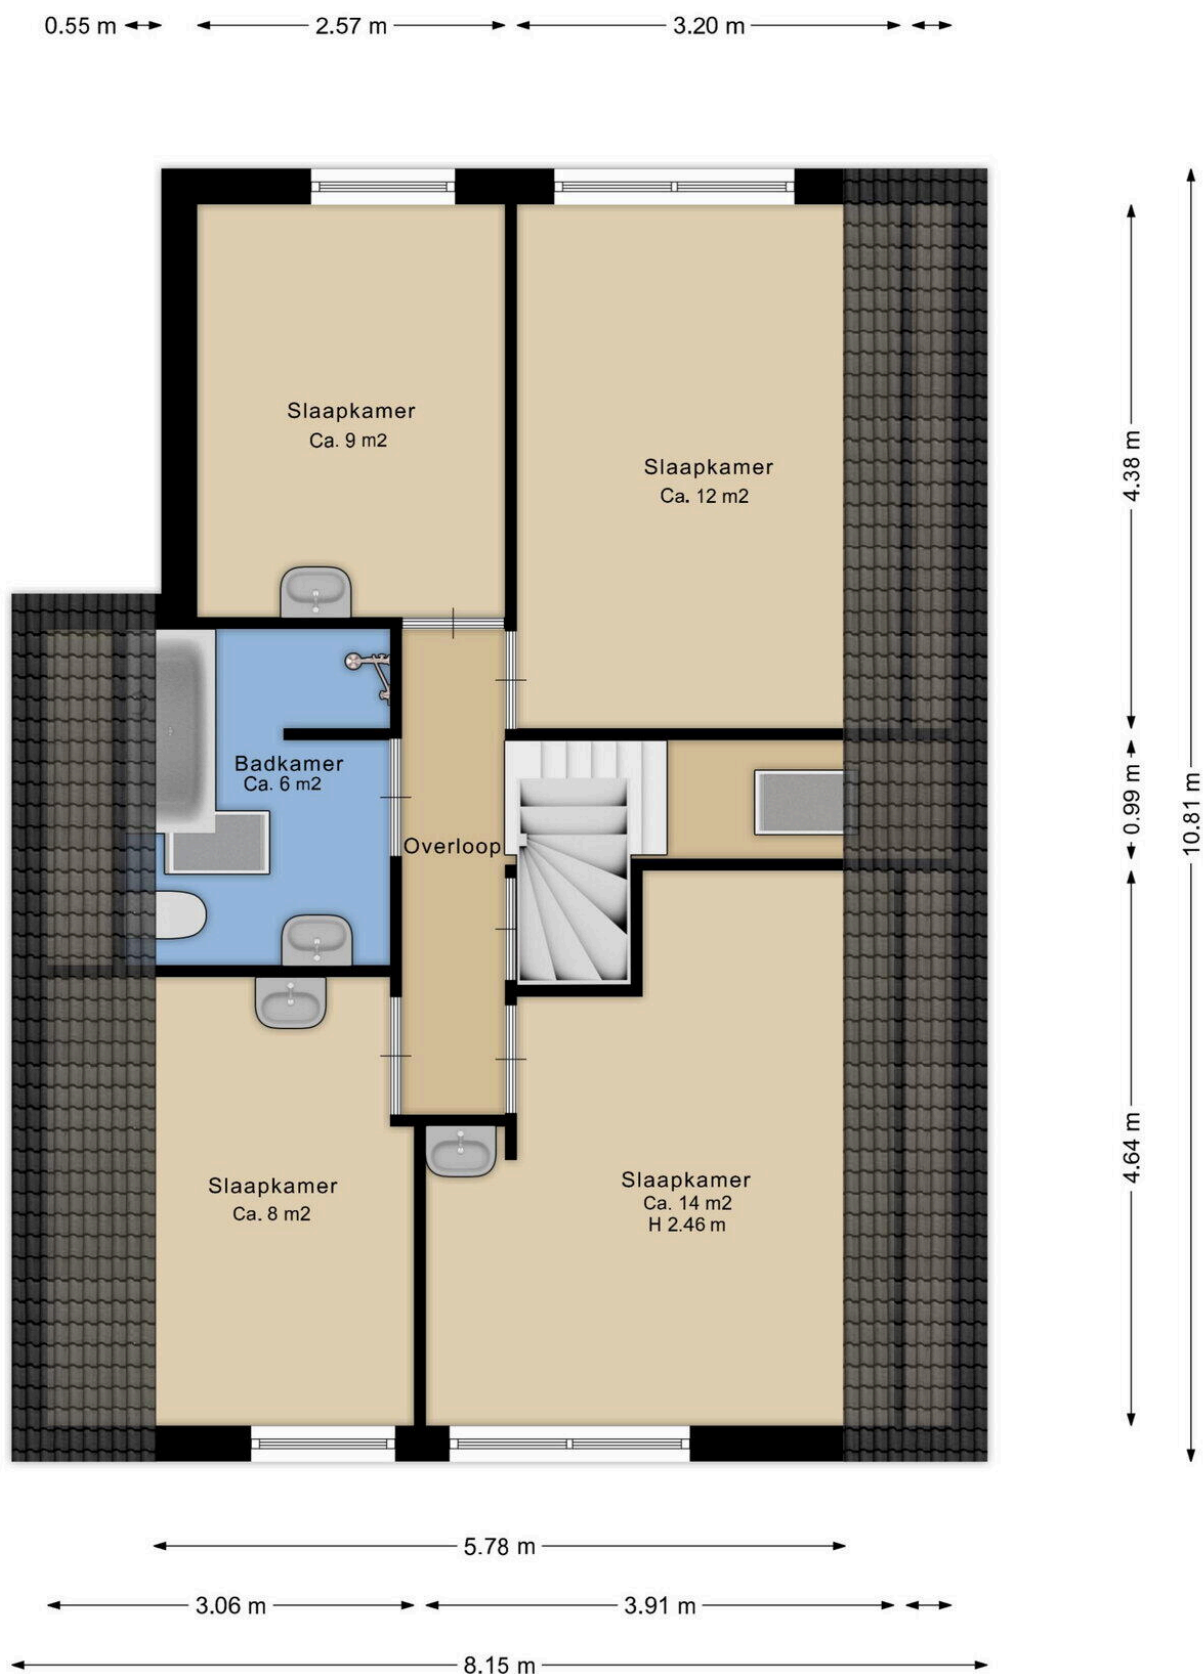 0.55 m
2.57 m
3.20 m
Slaapkamer
Ca. 9 m2
Slaapkamer
Ca. 12 m2
4.38 m
Badkamer
Ca. 6 m2
0.99 m
10.81 m
Overloop
Slaapkamer
Ca. 8 m2
Slaapkamer
Ca. 14 m2
H 2.46 m
4.64 m
5.78 m
3.06 m
3.91 m
8.15 m